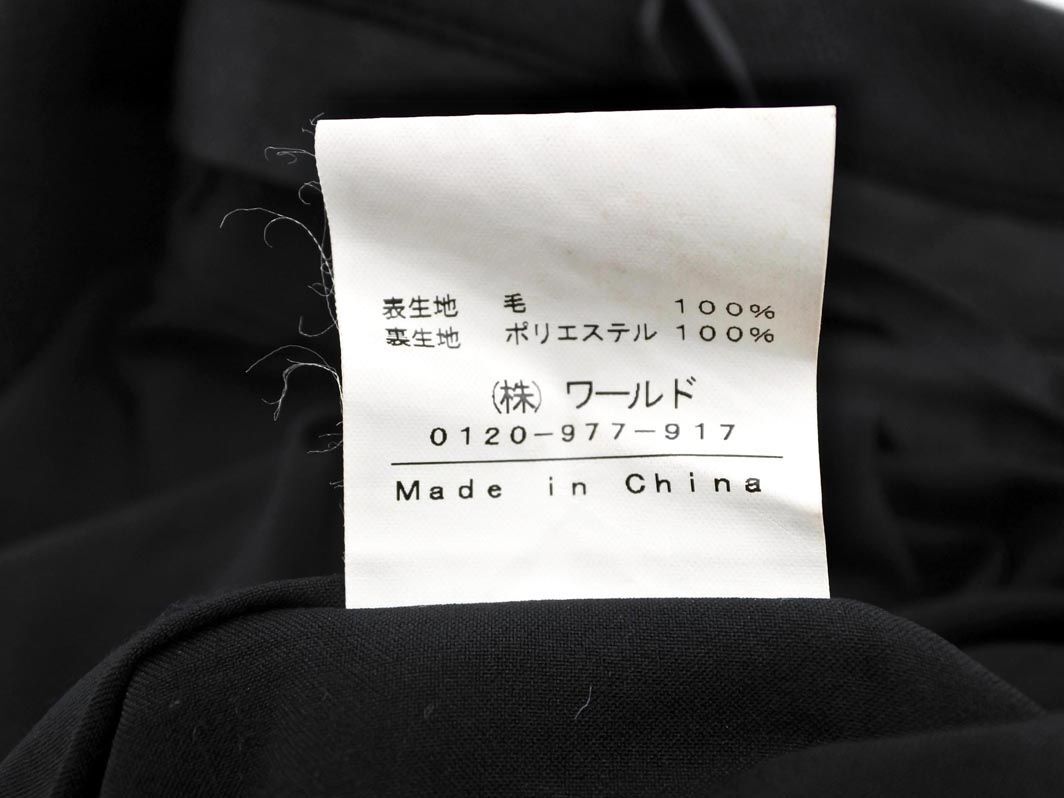 表生地 毛 100%
裏生地 ポリエステル 100%
(株) ワールド
0120-977-917
Made in China